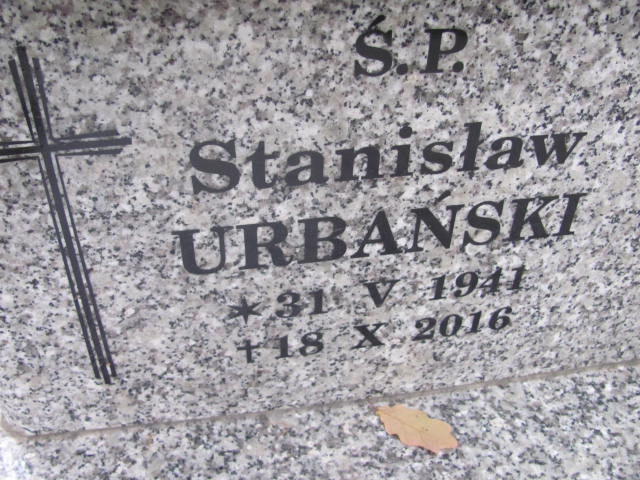 Ś.P.
Stanisław
URBAŃSKI
* 31 V 1941
+ 18 X 2016